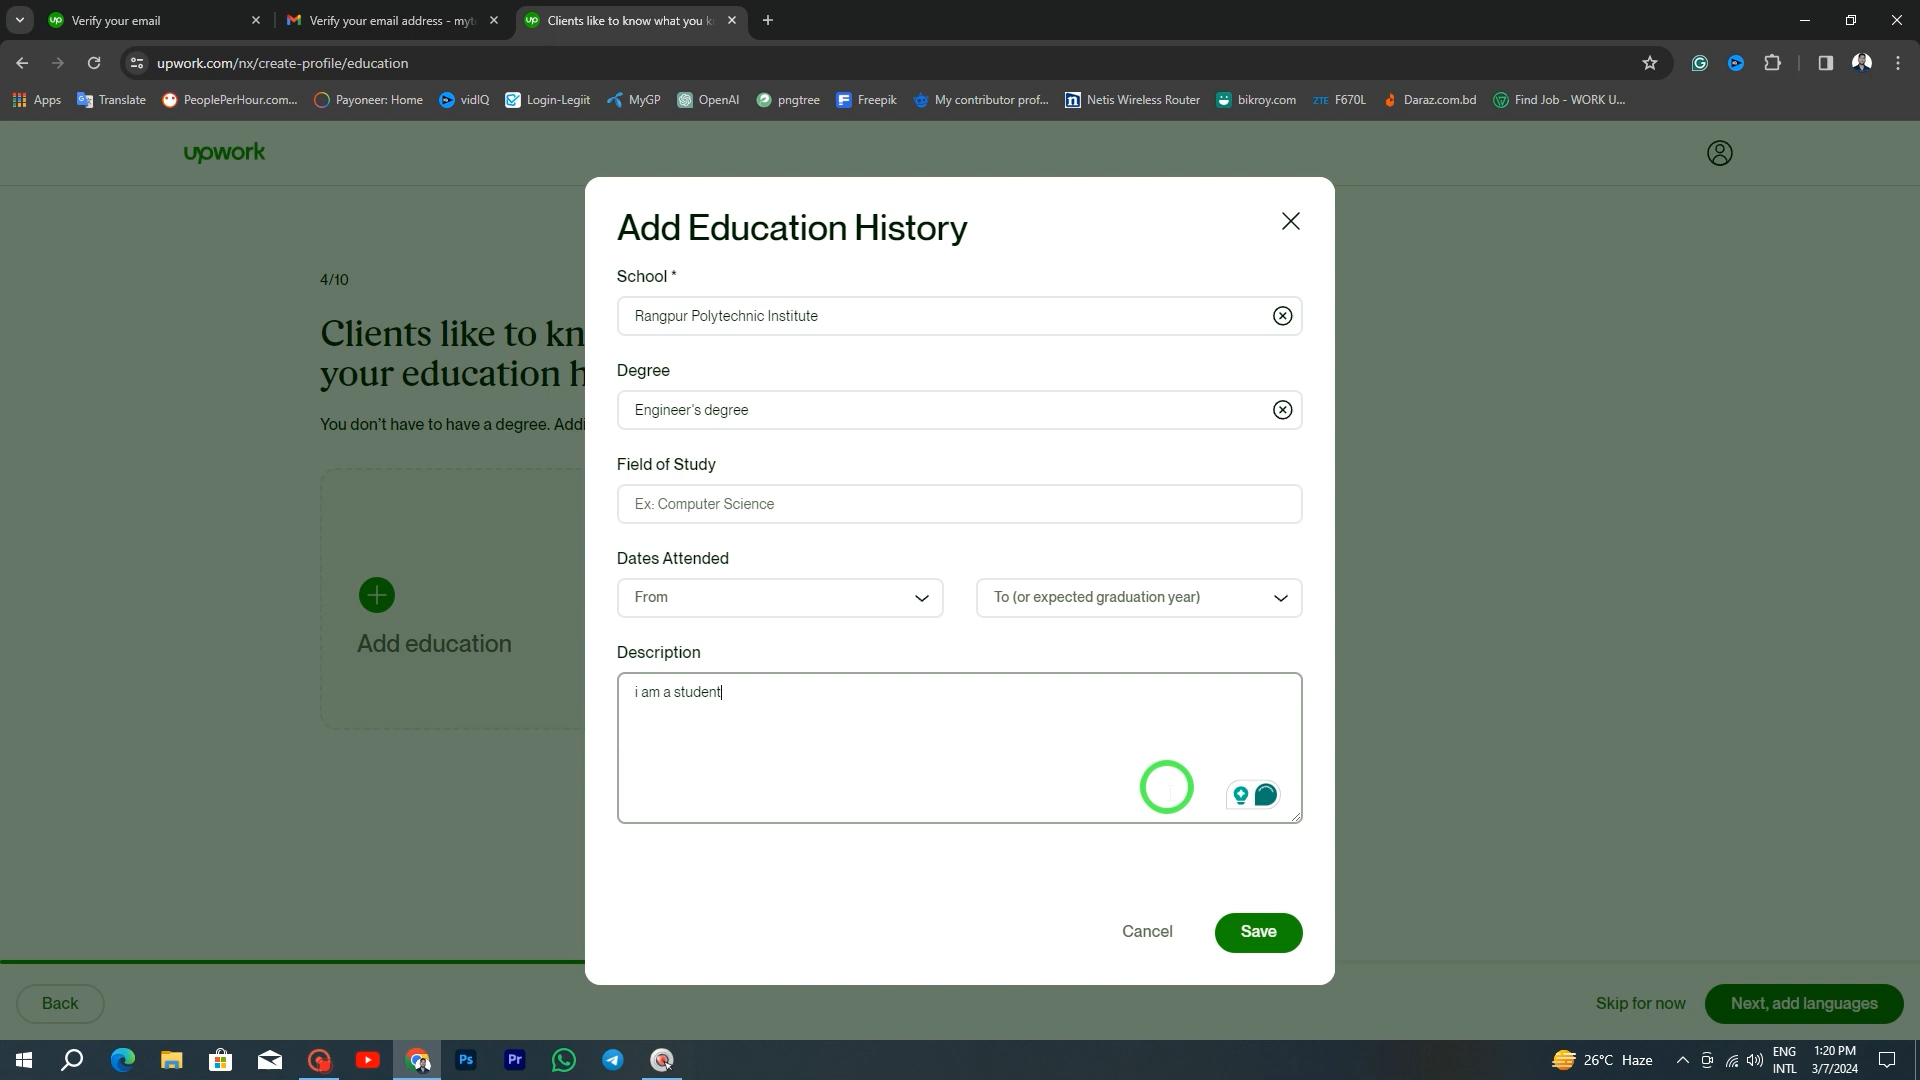 Verify your email
Verify your email address - myt
Clients like to know what you k
upwork.com/nx/create-profile/education
Apps
Translate
PeoplePerHour.com...
Payoneer: Home
vidIQ
Login-Legiit
MyGP
OpenAI
pngtree
Freepik
My contributor prof...
Netis Wireless Router
bikroy.com
ZTE F670L
Daraz.com.bd
Find Job - WORK U...
upwork
4/10
Clients like to kn
your education h
You don't have to have a degree. Addi
Add education
Add Education History
School *
Rangpur Polytechnic Institute
Degree
Engineer's degree
Field of Study
Ex: Computer Science
Dates Attended
From
To (or expected graduation year)
Description
i am a student
Cancel
Save
Back
Skip for now
Next, add languages
Ps
Pr
26°C Haze
ENG
INTL
1:20 PM
3/7/2024